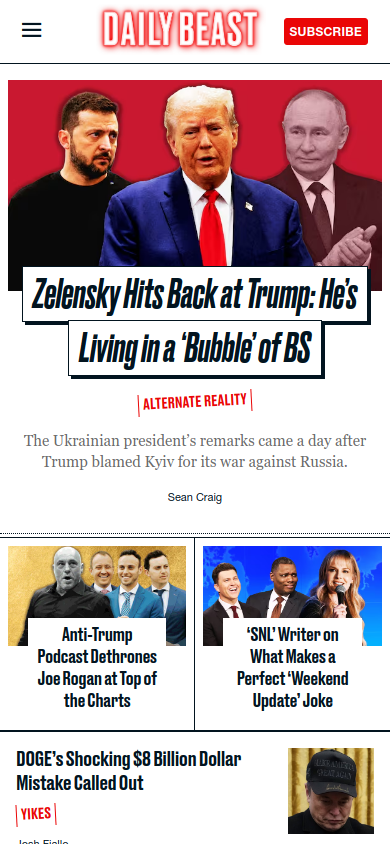 DAILY BEAST
SUBSCRIBE
Zelensky Hits Back at Trump: He's
Living in a 'Bubble' of BS
ALTERNATE REALITY
The Ukrainian president's remarks came a day after
Trump blamed Kyiv for its war against Russia.
Sean Craig
Anti-Trump
Podcast Dethrones
Joe Rogan at Top of
the Charts
'SNL' Writer on
What Makes a
Perfect 'Weekend
Update' Joke
DOGE's Shocking $8 Billion Dollar
Mistake Called Out
YIKES